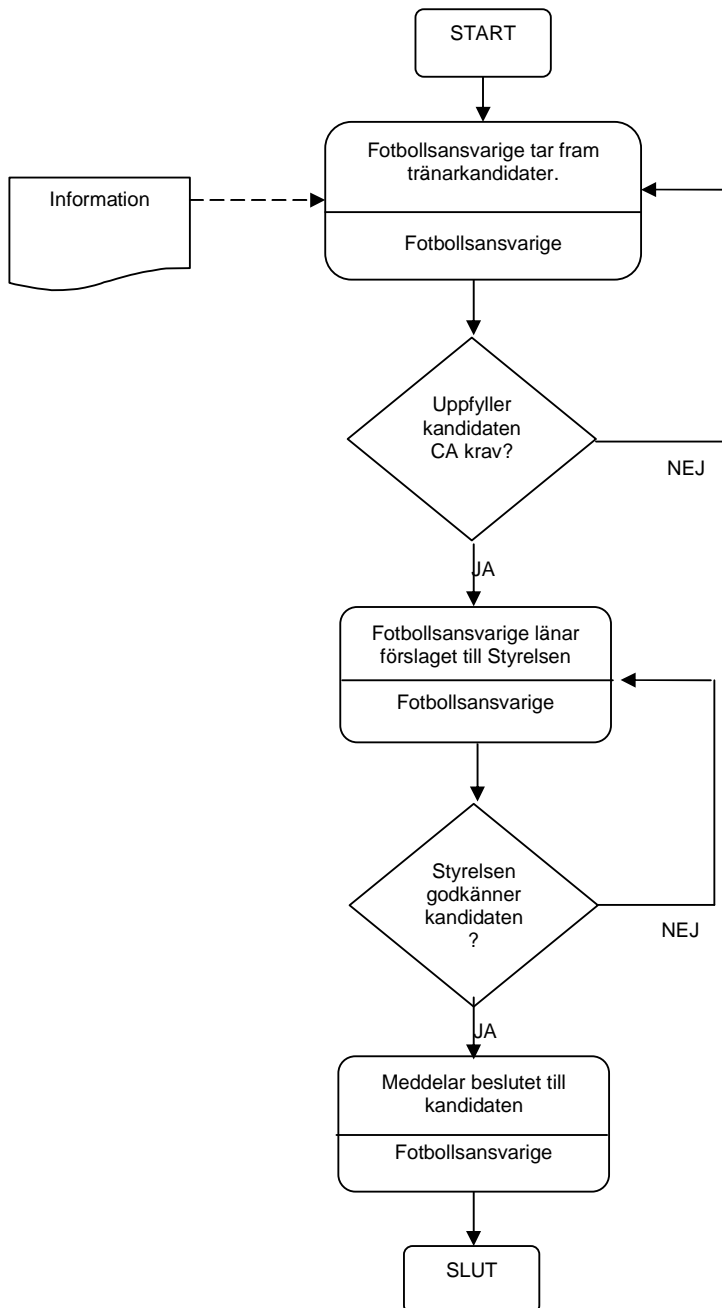 START
Fotbollsansvarige tar fram
tränarkandidater.
Fotbollsansvarige
Information
Uppfyller
kandidaten
CA krav?
NEJ
JA
Fotbollsansvarige länar
förslaget till Styrelsen
Fotbollsansvarige
Styrelsen
godkänner
kandidaten
?
NEJ
JA
Meddelar beslutet till
kandidaten
Fotbollsansvarige
SLUT